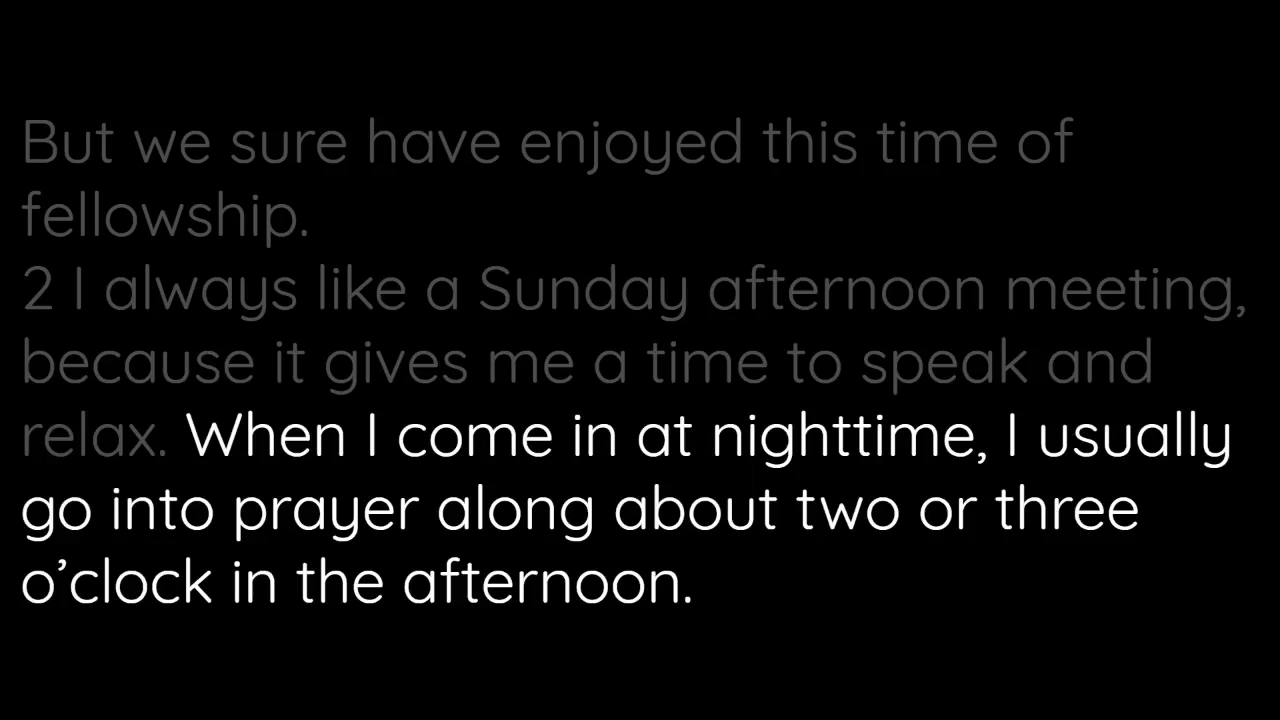 But we sure have enjoyed this time of
fellowship.
2 I always like a Sunday afternoon meeting,
because it gives me a time to speak and
relax. When I come in at nighttime, I usually
go into prayer along about two or three
o’clock in the afternoon.